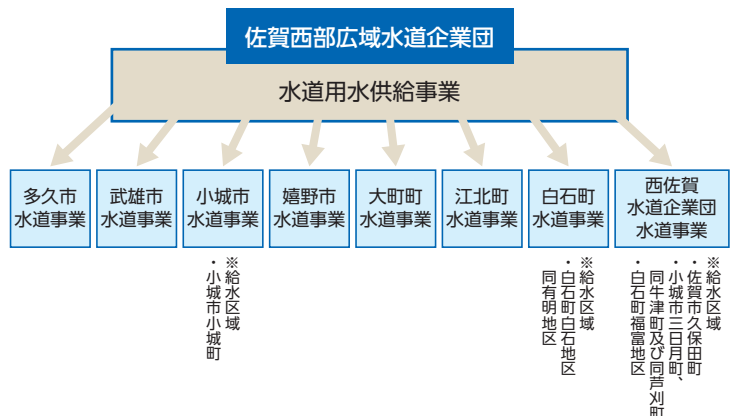 佐賀西部広域水道企業団
水道用水供給事業
多久市
水道事業
武雄市
水道事業
小城市
水道事業
嬉野市
水道事業
大町町
水道事業
江北町
水道事業
白石町
水道事業
西佐賀
水道企業団
水道事業
※給水区域
・小城市小城町
※給水区域
・白石町白石地区
同有明地区
※給水区域
・佐賀市久保田町
・小城市三日月町、
同牛津町及び同芦刈町
・白石町福富地区